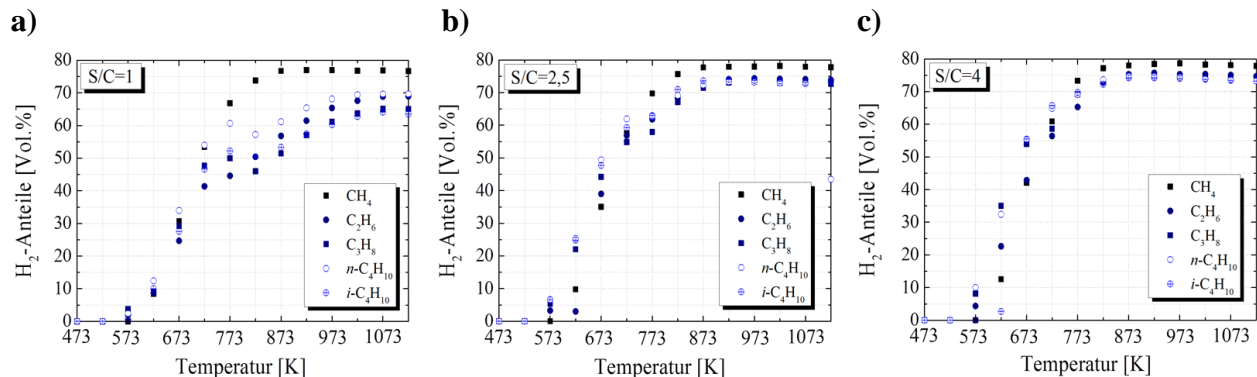 a)
S/C=1
H₂-Anteile [Vol.%]
80
70
60
50
40
30
20
10
0
CH₄
C₂H₆
C₃H₈
n-C₄H₁₀
i-C₄H₁₀
473 573 673 773 873 973 1073
Temperatur [K]
b)
S/C=2,5
H₂-Anteile [Vol.%]
80
70
60
50
40
30
20
10
0
CH₄
C₂H₆
C₃H₈
n-C₄H₁₀
i-C₄H₁₀
473 573 673 773 873 973 1073
Temperatur [K]
c)
S/C=4
H₂-Anteile [Vol.%]
80
70
60
50
40
30
20
10
0
CH₄
C₂H₆
C₃H₈
n-C₄H₁₀
i-C₄H₁₀
473 573 673 773 873 973 1073
Temperatur [K]